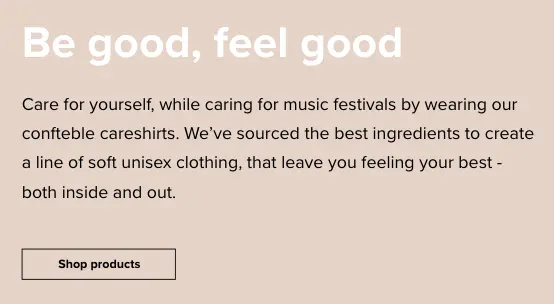 Be good, feel good
Care for yourself, while caring for music festivals by wearing our
confteble careshirts. We've sourced the best ingredients to create
a line of soft unisex clothing, that leave you feeling your best -
both inside and out.
Shop products